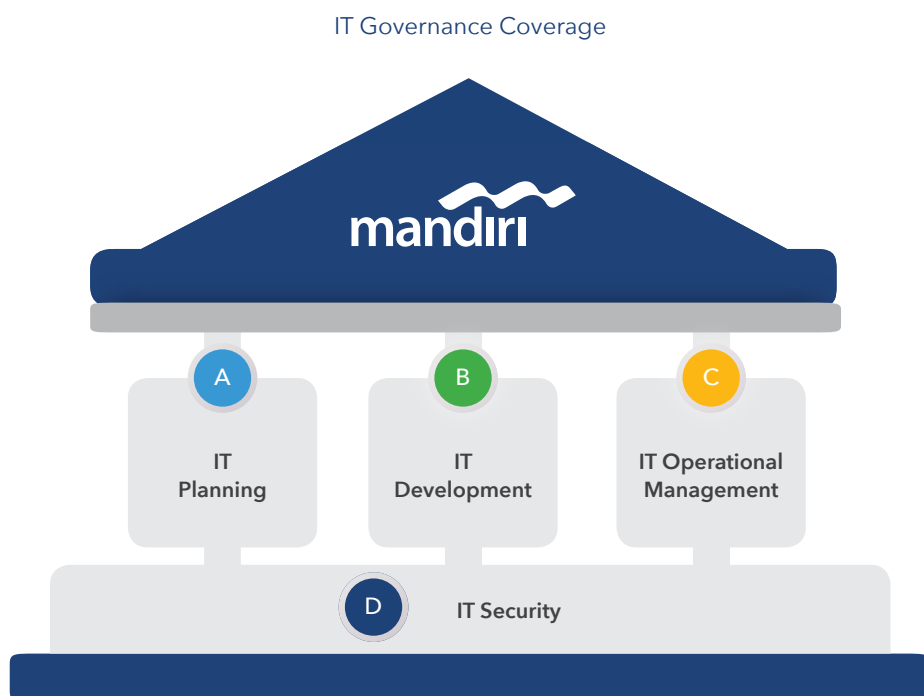 IT Governance Coverage
mandiri
A
B
C
IT
Planning
IT
Development
IT Operational
Management
D
IT Security